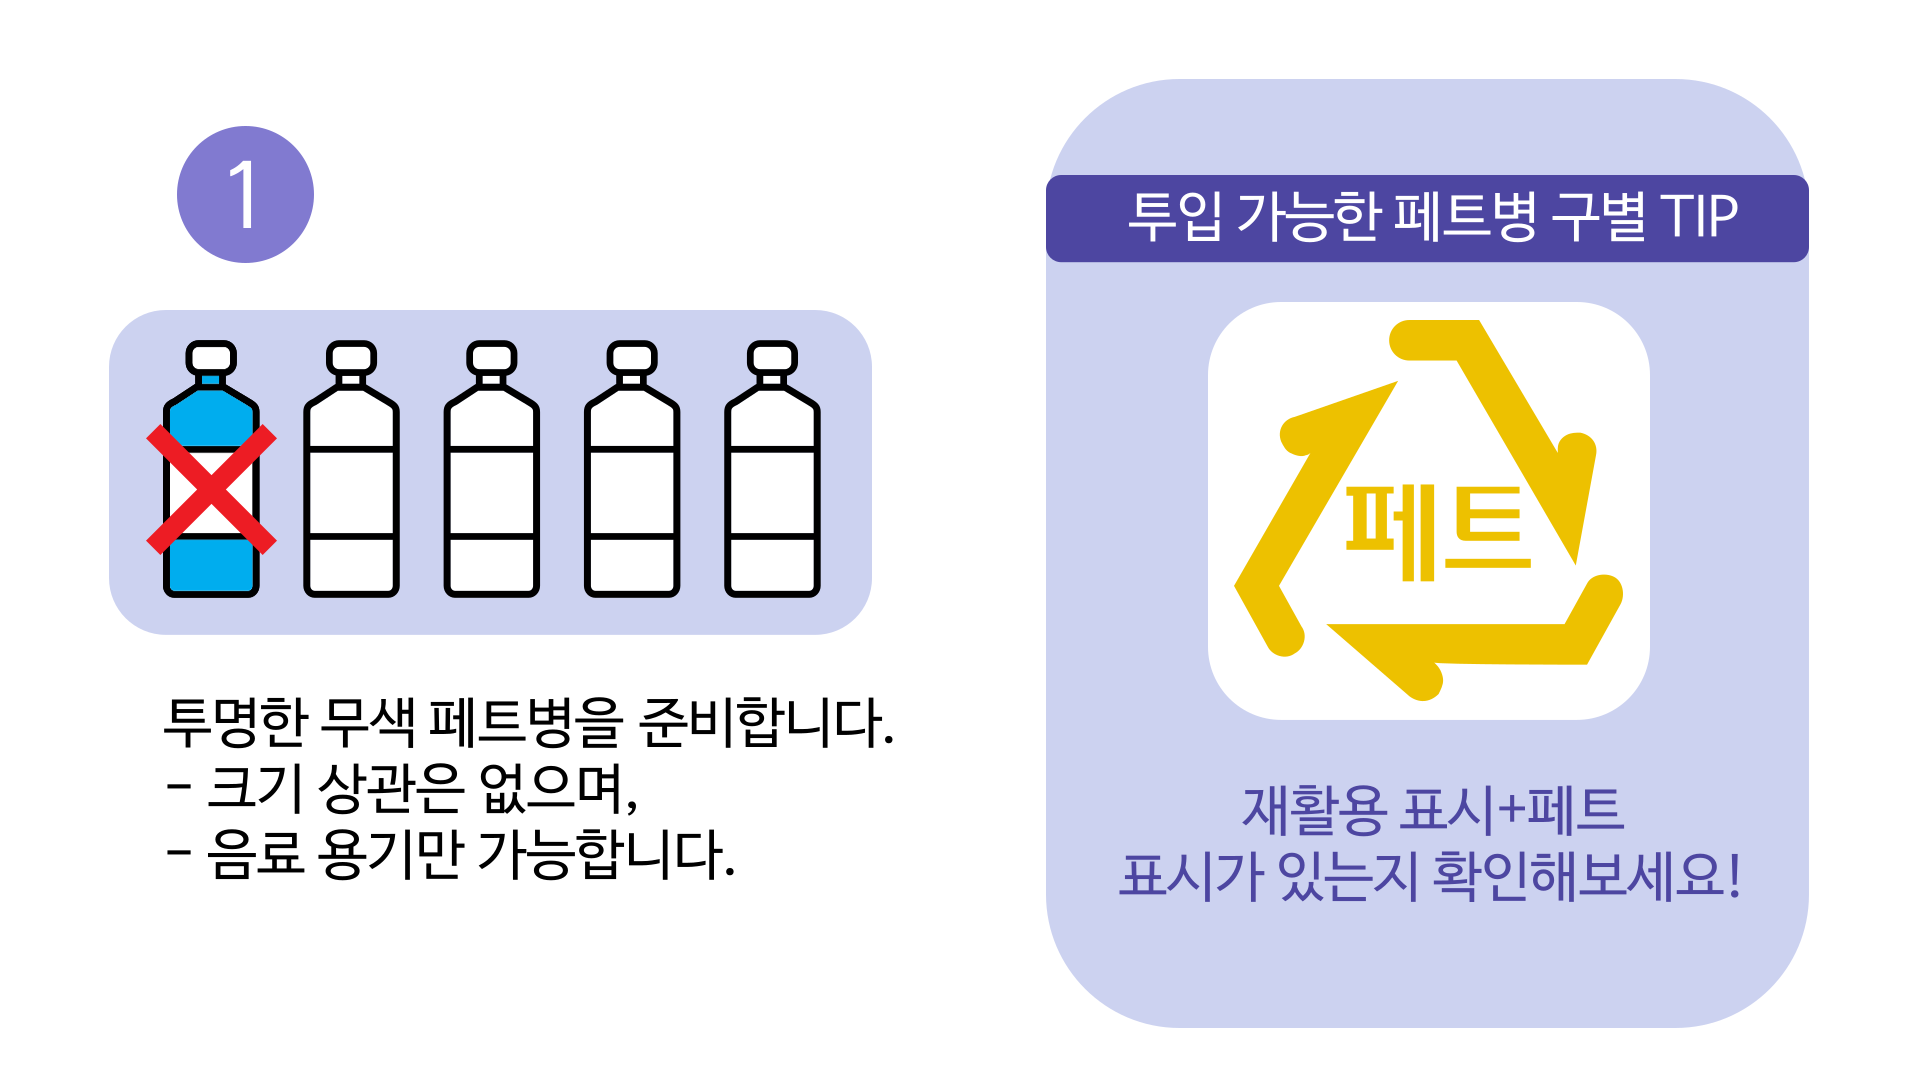 1
투명한 무색 페트병을 준비합니다.
- 크기 상관은 없으며,
- 음료 용기만 가능합니다.
투입 가능한 페트병 구별 TIP
페트
재활용 표시+페트
표시가 있는지 확인해보세요!